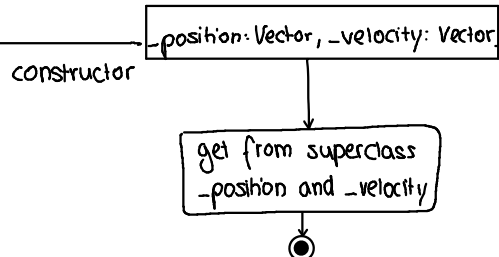 _position: Vector, _velocity: Vector
constructor
get from superclass
_position and _velocity